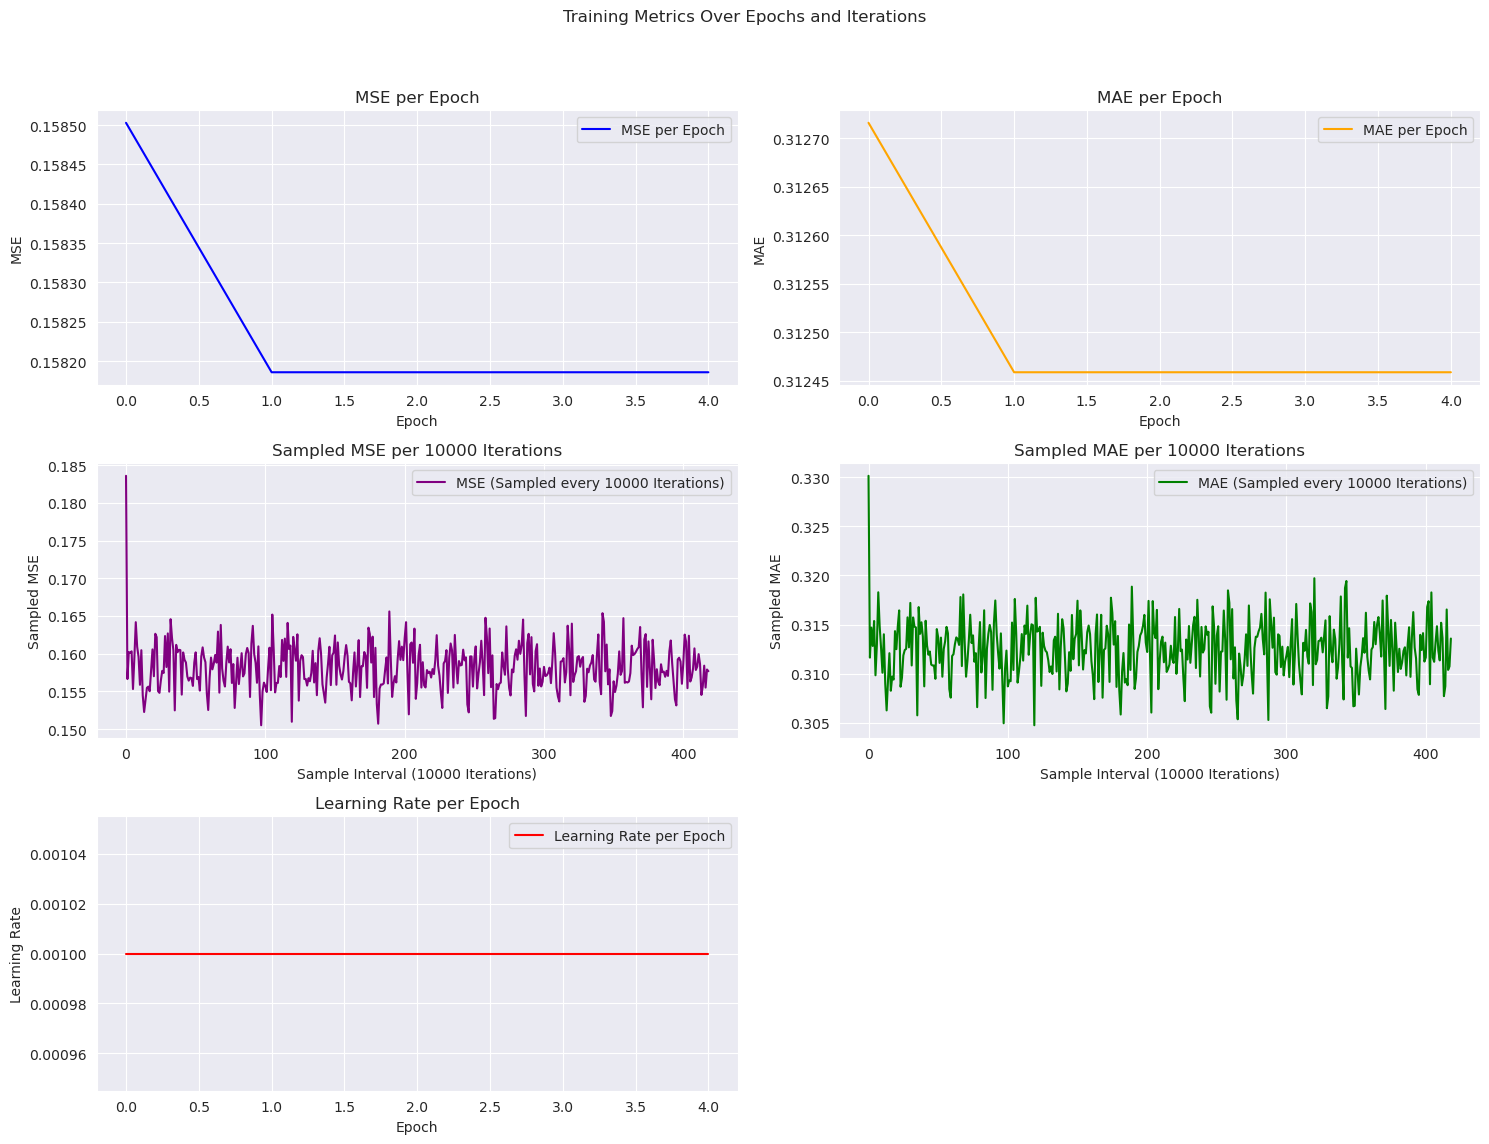 Training Metrics Over Epochs and Iterations
MSE per Epoch
MSE per Epoch
0.15850
0.15845
0.15840
0.15835
0.15830
0.15825
0.15820
MSE
0.0 0.5 1.0 1.5 2.0 2.5 3.0 3.5 4.0
Epoch
MAE per Epoch
MAE per Epoch
0.31270
0.31265
0.31260
0.31255
0.31250
0.31245
MAE
0.0 0.5 1.0 1.5 2.0 2.5 3.0 3.5 4.0
Epoch
Sampled MSE per 10000 Iterations
MSE (Sampled every 10000 Iterations)
0.185
0.180
0.175
0.170
0.165
0.160
0.155
0.150
Sampled MSE
0 100 200 300 400
Sample Interval (10000 Iterations)
Sampled MAE per 10000 Iterations
MAE (Sampled every 10000 Iterations)
0.330
0.325
0.320
0.315
0.310
0.305
Sampled MAE
0 100 200 300 400
Sample Interval (10000 Iterations)
Learning Rate per Epoch
Learning Rate per Epoch
0.00104
0.00102
0.00100
0.00098
0.00096
Learning Rate
0.0 0.5 1.0 1.5 2.0 2.5 3.0 3.5 4.0
Epoch